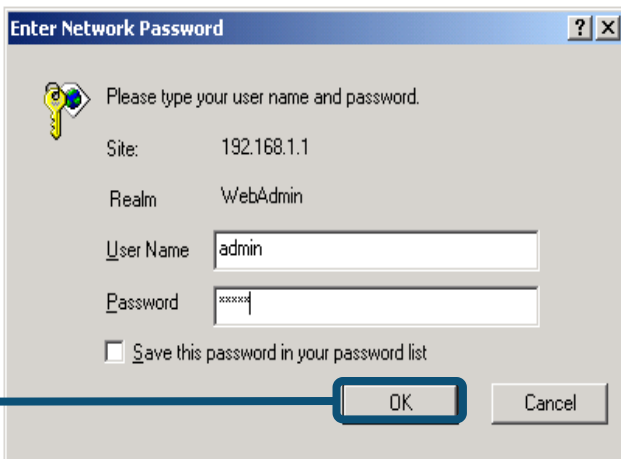 Enter Network Password
Please type your user name and password.
Site: 192.168.1.1
Realm WebAdmin
User Name admin
Password xxxxx
Save this password in your password list
OK Cancel